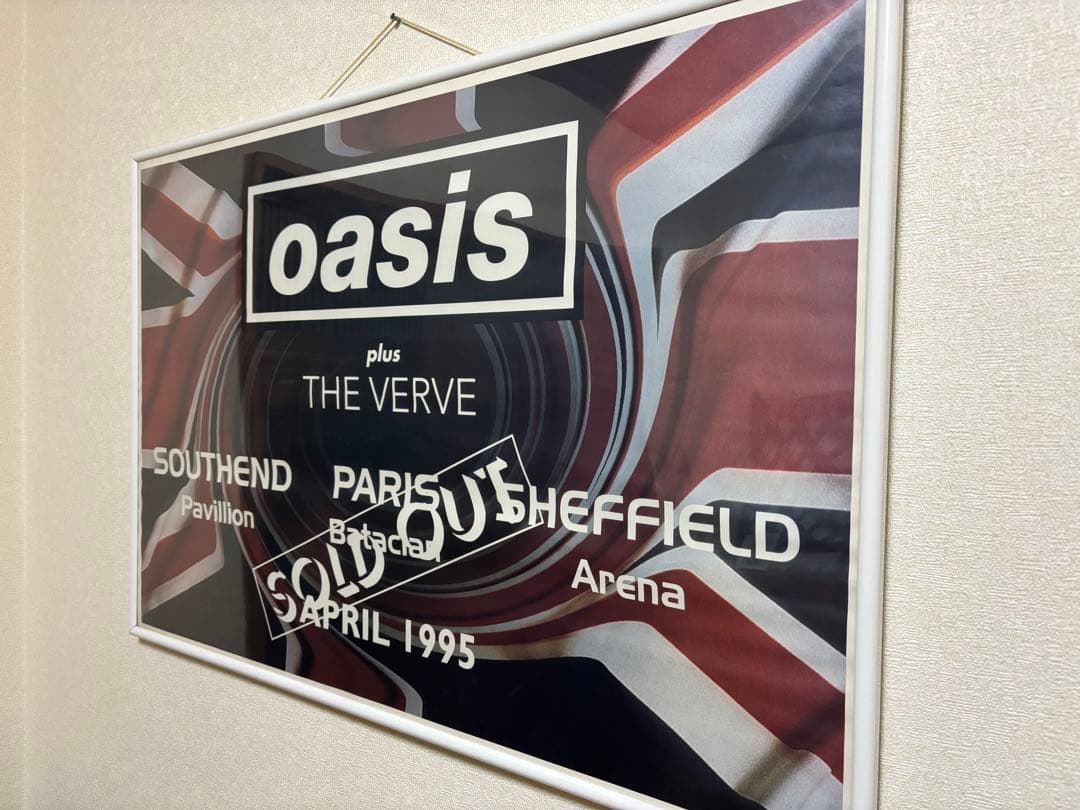 oasis
plus
THE VERVE
SOUTHEND
Pavillion
PARIS
Bataclan
SHEFFIELD
Arena
SOLD OUT
APRIL 1995